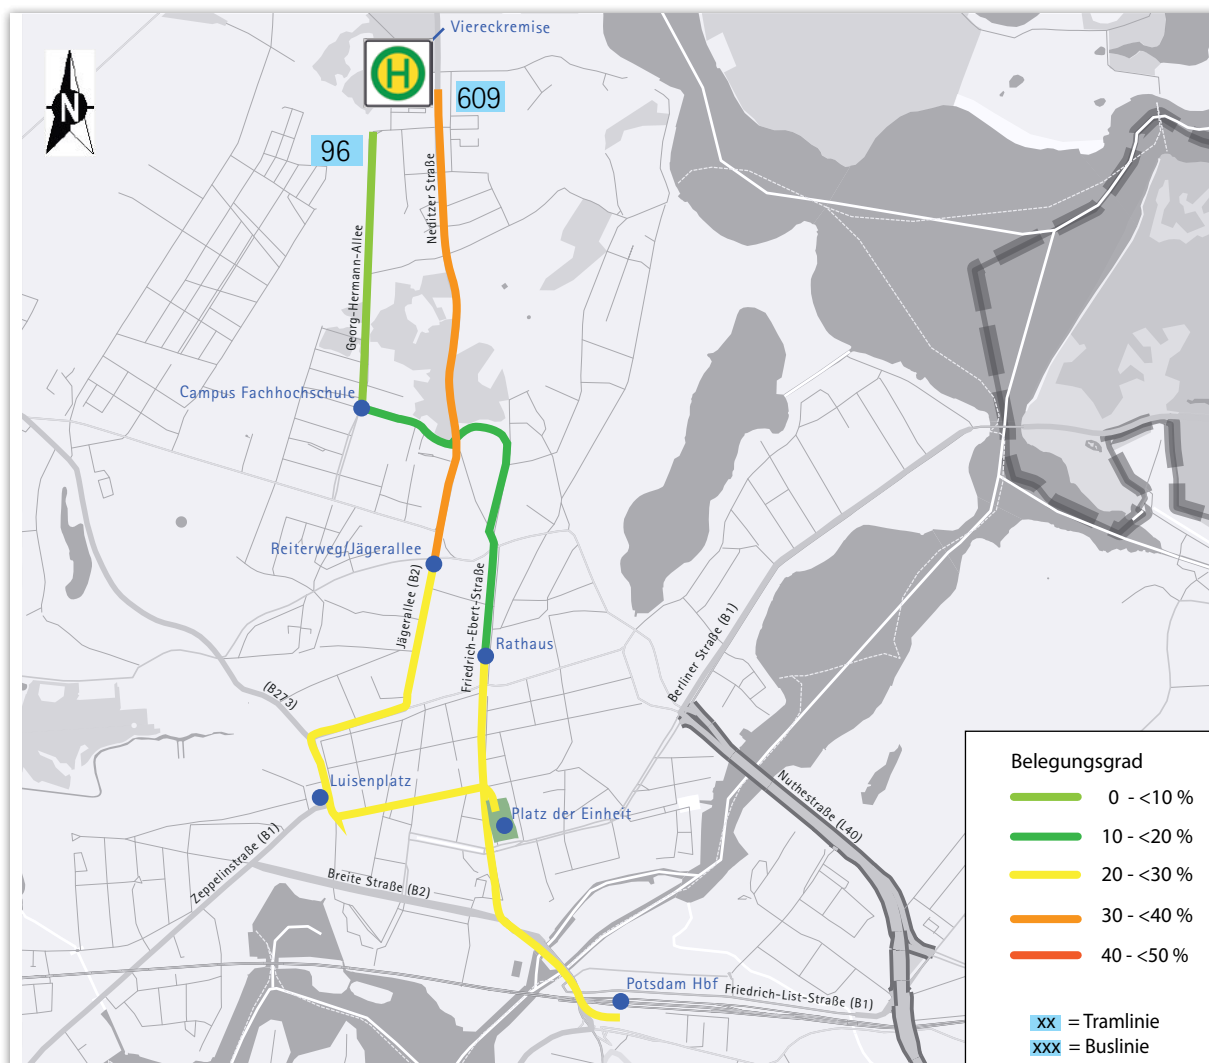 Viereckremise
H
609
N
96
Neditzer Straße
Georg-Hermann-Allee
Campus Fachhochschule
Reiterweg/Jägerallee
Jägerallee (B2)
Friedrich-Ebert-Straße
Rathaus
Berliner Straße (B1)
(B273)
Luisenplatz
Platz der Einheit
Nuthestraße (L40)
Zeppelinstraße (B1)
Breite Straße (B2)
Potsdam Hbf
Friedrich-List-Straße (B1)
Belegungsgrad
0 - <10 %
10 - <20 %
20 - <30 %
30 - <40 %
40 - <50 %
xx = Tramlinie
xxx = Buslinie